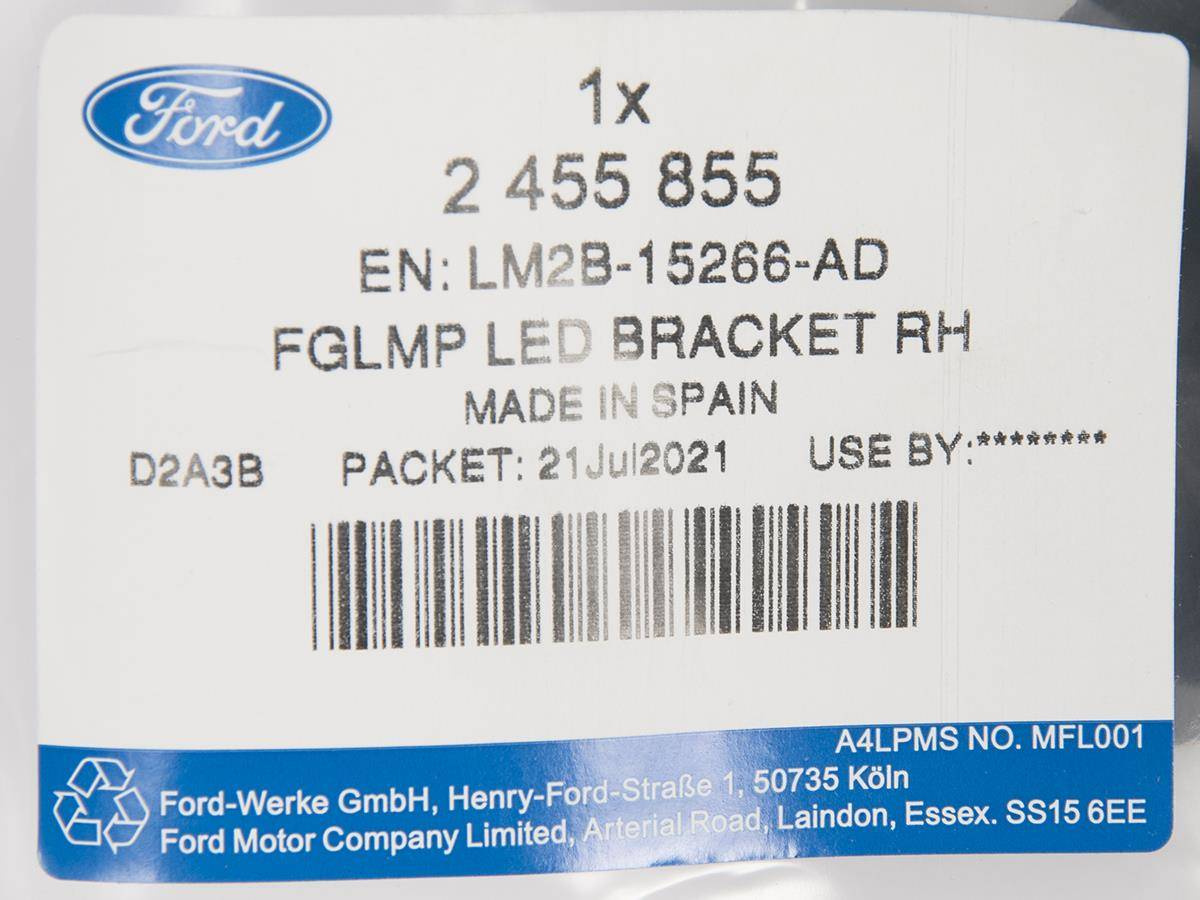 Ford
1x
2 455 855
EN: LM2B-15266-AD
FGLMP LED BRACKET RH
MADE IN SPAIN
D2A3B PACKET: 21Jul2021 USE BY:********
A4LPMS NO. MFL001
Ford-Werke GmbH, Henry-Ford-Straße 1, 50735 Köln
Ford Motor Company Limited, Arterial Road, Laindon, Essex. SS15 6EE